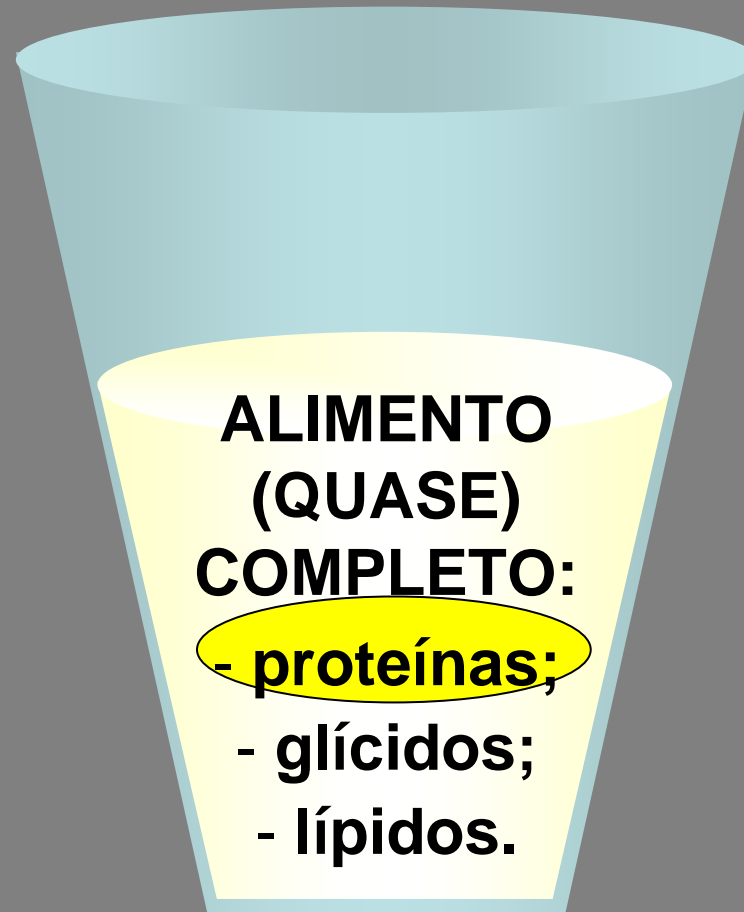 ALIMENTO
(QUASE)
COMPLETO:
- proteínas;
- glícidos;
- lípidos.